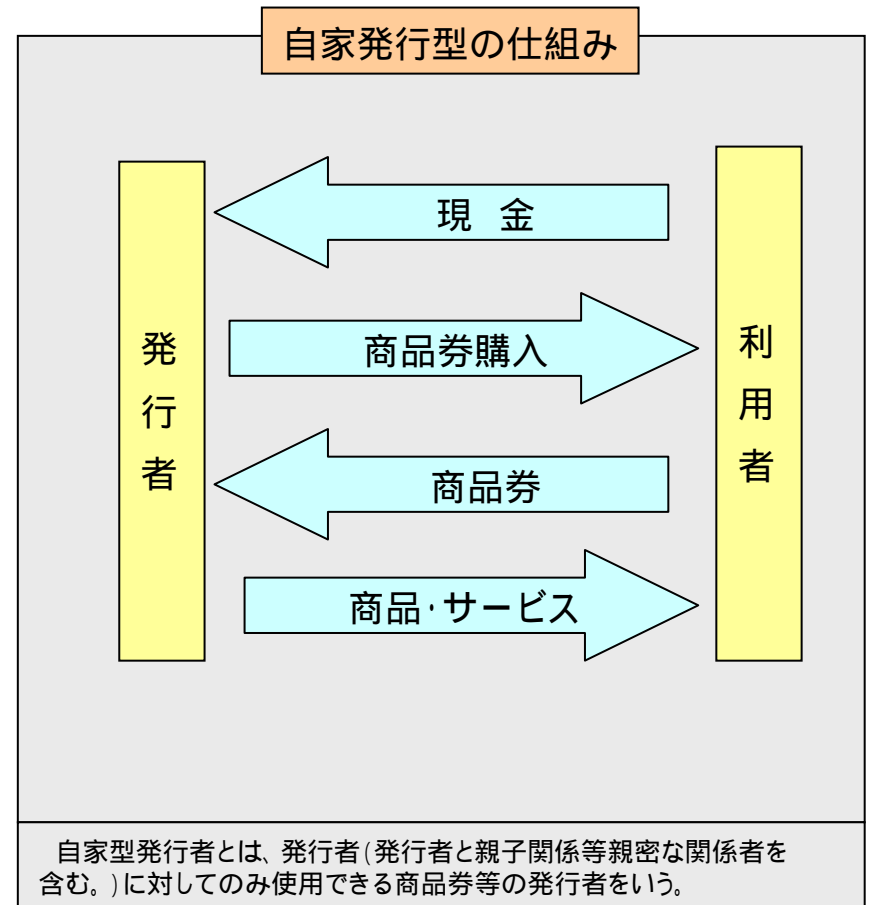 自家発行型の仕組み
現 金
商品券購入
商品券
商品・サービス
発行者
利用者
自家型発行者とは、発行者(発行者と親子関係等親密な関係者を
含む。)に対してのみ使用できる商品券等の発行者をいう。